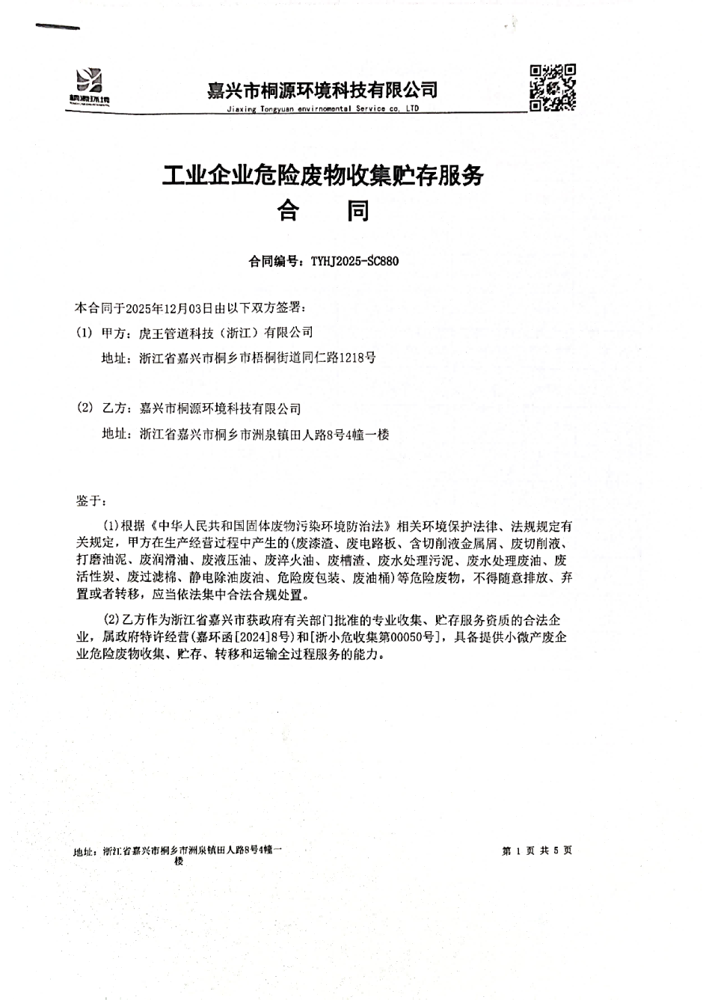 桐源环境
嘉兴市桐源环境科技有限公司
Jiaxing Tongyuan envirnomental Service co, LTD
工业企业危险废物收集贮存服务
合 同
合同编号：TYHJ2025-SC880
本合同于2025年12月03日由以下双方签署：
(1) 甲方：虎王管道科技（浙江）有限公司
地址：浙江省嘉兴市桐乡市梧桐街道同仁路1218号
(2) 乙方：嘉兴市桐源环境科技有限公司
地址：浙江省嘉兴市桐乡市洲泉镇田人路8号4幢一楼
鉴于：
(1)根据《中华人民共和国固体废物污染环境防治法》相关环境保护法律、法规规定有
关规定，甲方在生产经营过程中产生的(废漆渣、废电路板、含切削液金属屑、废切削液、
打磨油泥、废润滑油、废液压油、废淬火油、废槽渣、废水处理污泥、废水处理废油、废
活性炭、废过滤棉、静电除油废油、危险废包装、废油桶)等危险废物，不得随意排放、弃
置或者转移，应当依法集中合法合规处置。
(2)乙方作为浙江省嘉兴市获政府有关部门批准的专业收集、贮存服务资质的合法企
业，属政府特许经营(嘉环函[2024]8号)和[浙小危收集第00050号]，具备提供小微产废企
业危险废物收集、贮存、转移和运输全过程服务的能力。
地址：浙江省嘉兴市桐乡市洲泉镇田人路8号4幢一
楼
第 1 页 共 5 页